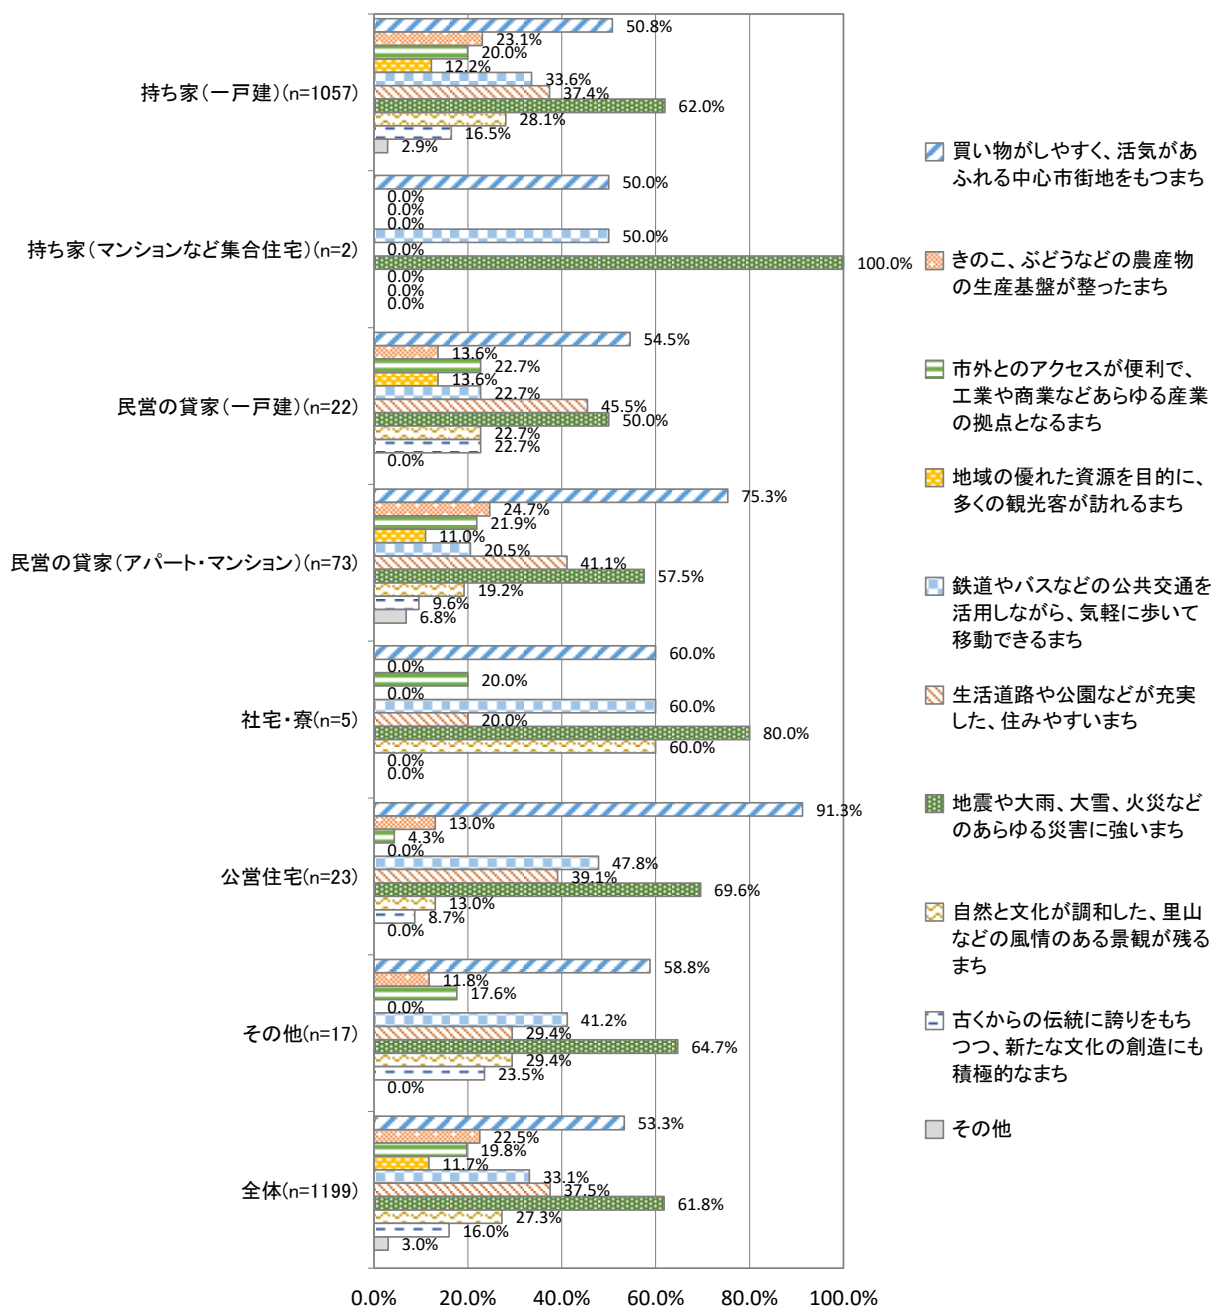 持ち家(一戸建)(n=1057)
50.8%
23.1%
20.0%
12.2%
33.6%
37.4%
62.0%
28.1%
16.5%
2.9%
持ち家(マンションなど集合住宅)(n=2)
50.0%
0.0%
0.0%
0.0%
50.0%
0.0%
100.0%
0.0%
0.0%
0.0%
民営の貸家(一戸建)(n=22)
54.5%
13.6%
22.7%
13.6%
22.7%
45.5%
50.0%
22.7%
22.7%
0.0%
民営の貸家(アパート・マンション)(n=73)
75.3%
24.7%
21.9%
11.0%
20.5%
41.1%
57.5%
19.2%
9.6%
6.8%
社宅・寮(n=5)
60.0%
0.0%
20.0%
0.0%
60.0%
20.0%
80.0%
60.0%
0.0%
0.0%
公営住宅(n=23)
91.3%
13.0%
4.3%
0.0%
47.8%
39.1%
69.6%
13.0%
8.7%
0.0%
その他(n=17)
58.8%
11.8%
17.6%
0.0%
41.2%
29.4%
64.7%
29.4%
23.5%
0.0%
全体(n=1199)
53.3%
22.5%
19.8%
11.7%
33.1%
37.5%
61.8%
27.3%
16.0%
3.0%
0.0% 20.0% 40.0% 60.0% 80.0% 100.0%
買い物がしやすく、活気があ
ふれる中心市街地をもつまち
きのこ、ぶどうなどの農産物
の生産基盤が整ったまち
市外とのアクセスが便利で、
工業や商業などあらゆる産業
の拠点となるまち
地域の優れた資源を目的に、
多くの観光客が訪れるまち
鉄道やバスなどの公共交通を
活用しながら、気軽に歩いて
移動できるまち
生活道路や公園などが充実
した、住みやすいまち
地震や大雨、大雪、火災など
のあらゆる災害に強いまち
自然と文化が調和した、里山
などの風情のある景観が残る
まち
古くからの伝統に誇りをもち
つつ、新たな文化の創造にも
積極的なまち
その他